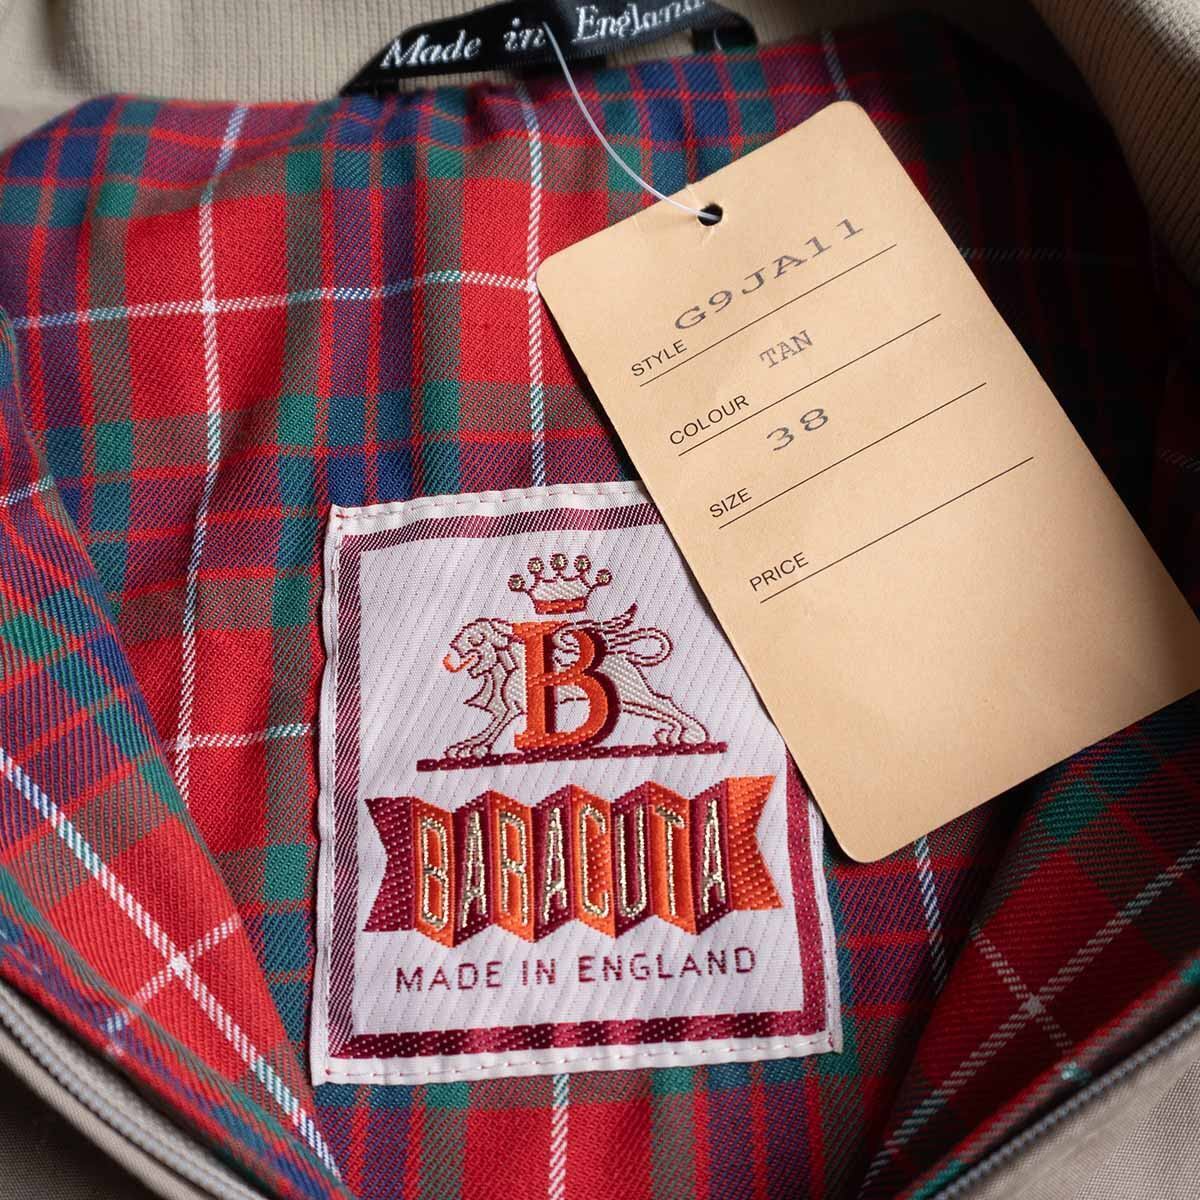 Made in England
STYLE G9JA11
COLOUR TAN
SIZE 38
PRICE
B
BARACUTA
MADE IN ENGLAND